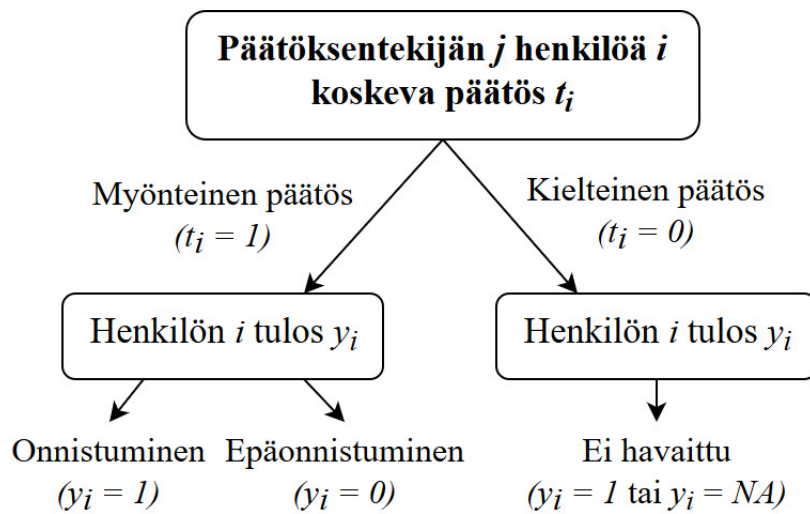 Päätöksentekijän j henkilöä i
koskeva päätös tᵢ
Myönteinen päätös
(tᵢ = 1)
Kielteinen päätös
(tᵢ = 0)
Henkilön i tulos yᵢ
Henkilön i tulos yᵢ
Onnistuminen
(yᵢ = 1)
Epäonnistuminen
(yᵢ = 0)
Ei havaittu
(yᵢ = 1 tai yᵢ = NA)